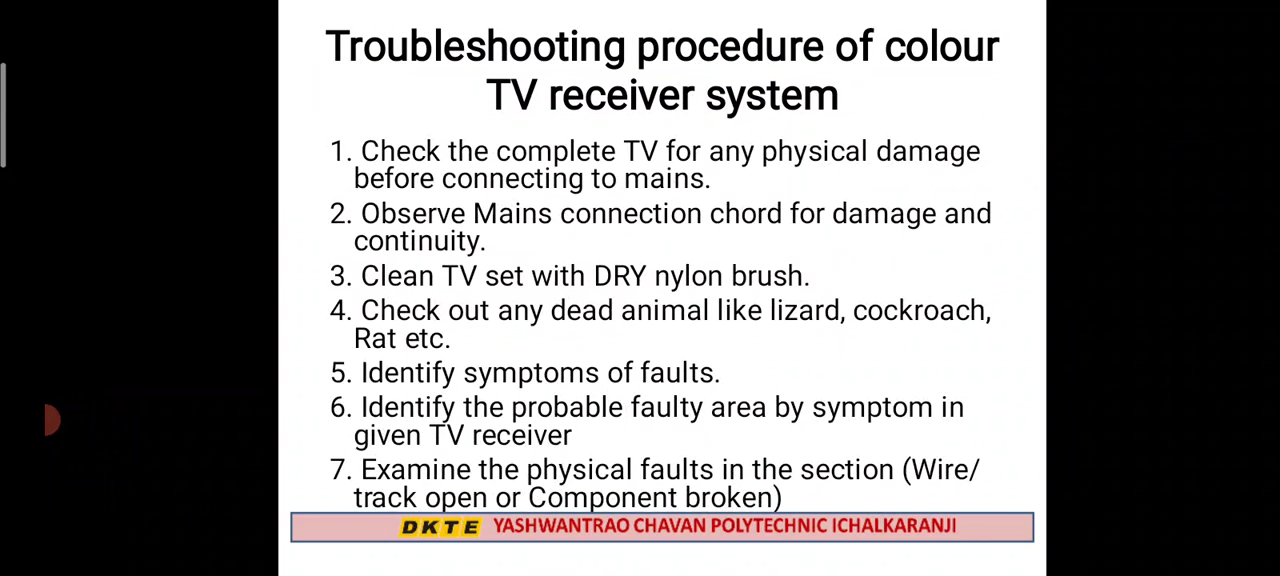 Troubleshooting procedure of colour
TV receiver system
1. Check the complete TV for any physical damage
before connecting to mains.
2. Observe Mains connection chord for damage and
continuity.
3. Clean TV set with DRY nylon brush.
4. Check out any dead animal like lizard, cockroach,
Rat etc.
5. Identify symptoms of faults.
6. Identify the probable faulty area by symptom in
given TV receiver
7. Examine the physical faults in the section (Wire/
track open or Component broken)
DKTE YASHWANTRAO CHAVAN POLYTECHNIC ICHALKARANJI